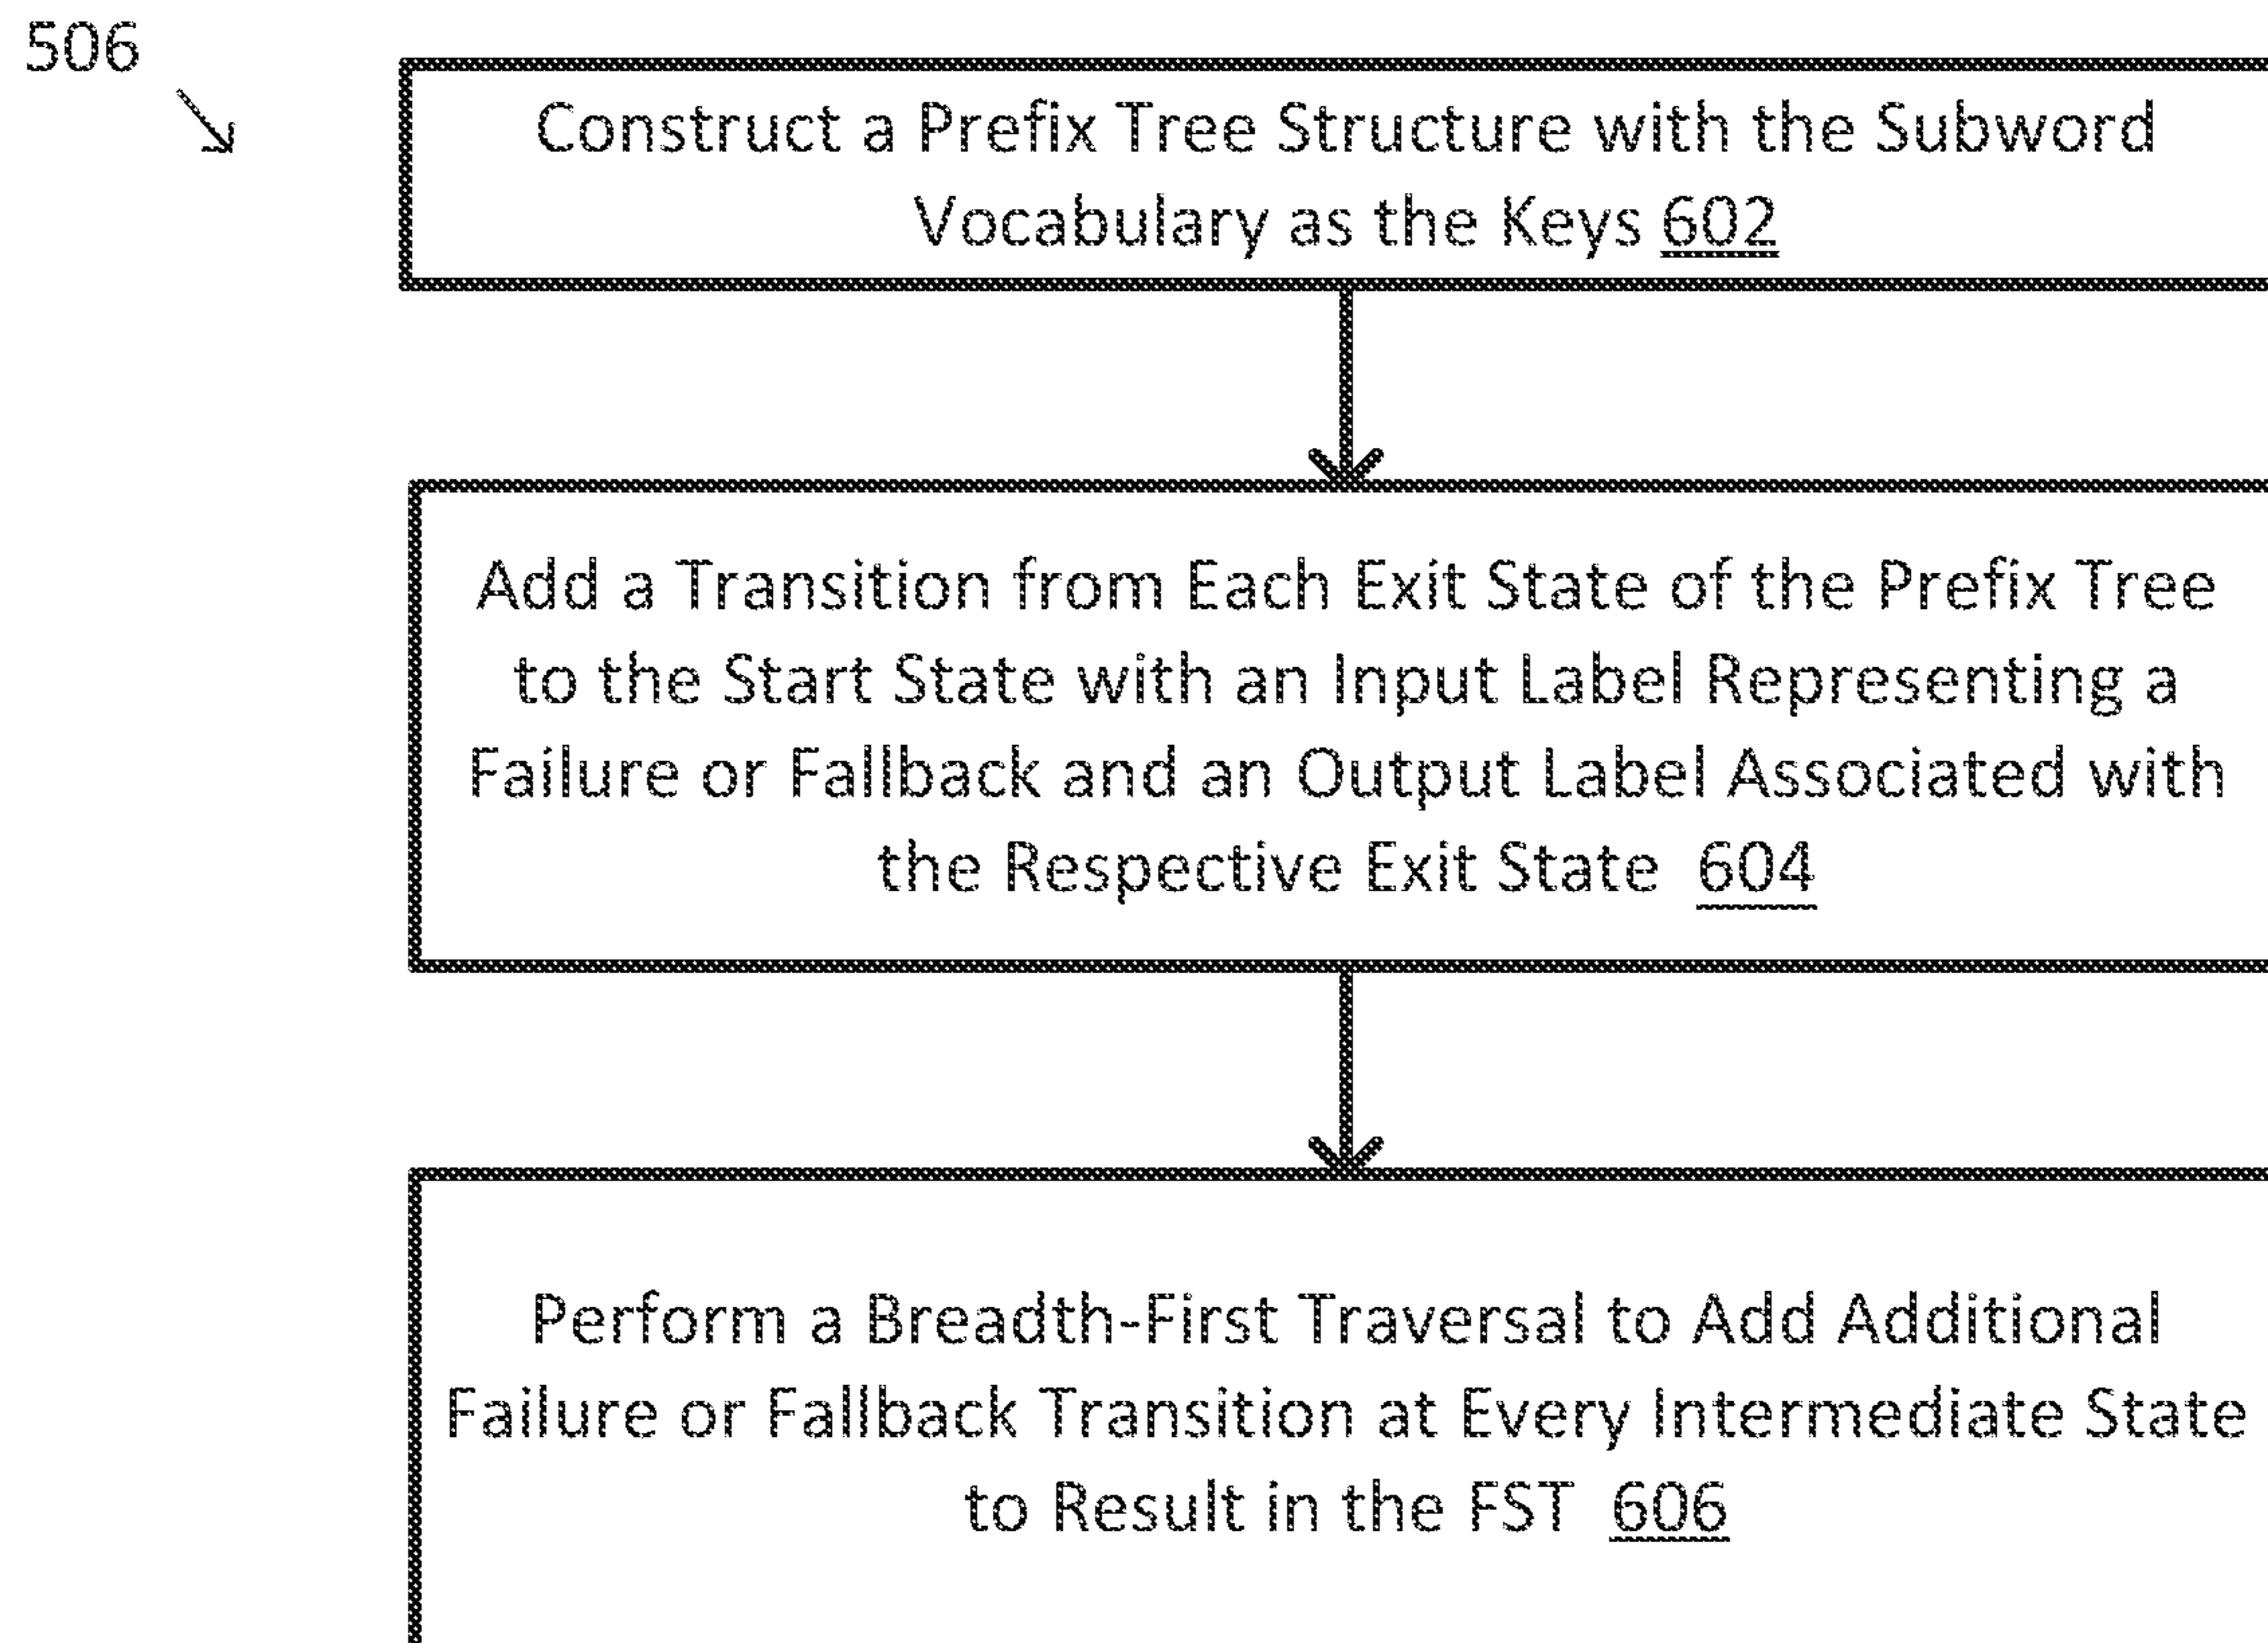 506
Construct a Prefix Tree Structure with the Subword
Vocabulary as the Keys 602
Add a Transition from Each Exit State of the Prefix Tree
to the Start State with an Input Label Representing a
Failure or Fallback and an Output Label Associated with
the Respective Exit State 604
Perform a Breadth-First Traversal to Add Additional
Failure or Fallback Transition at Every Intermediate State
to Result in the FST 606